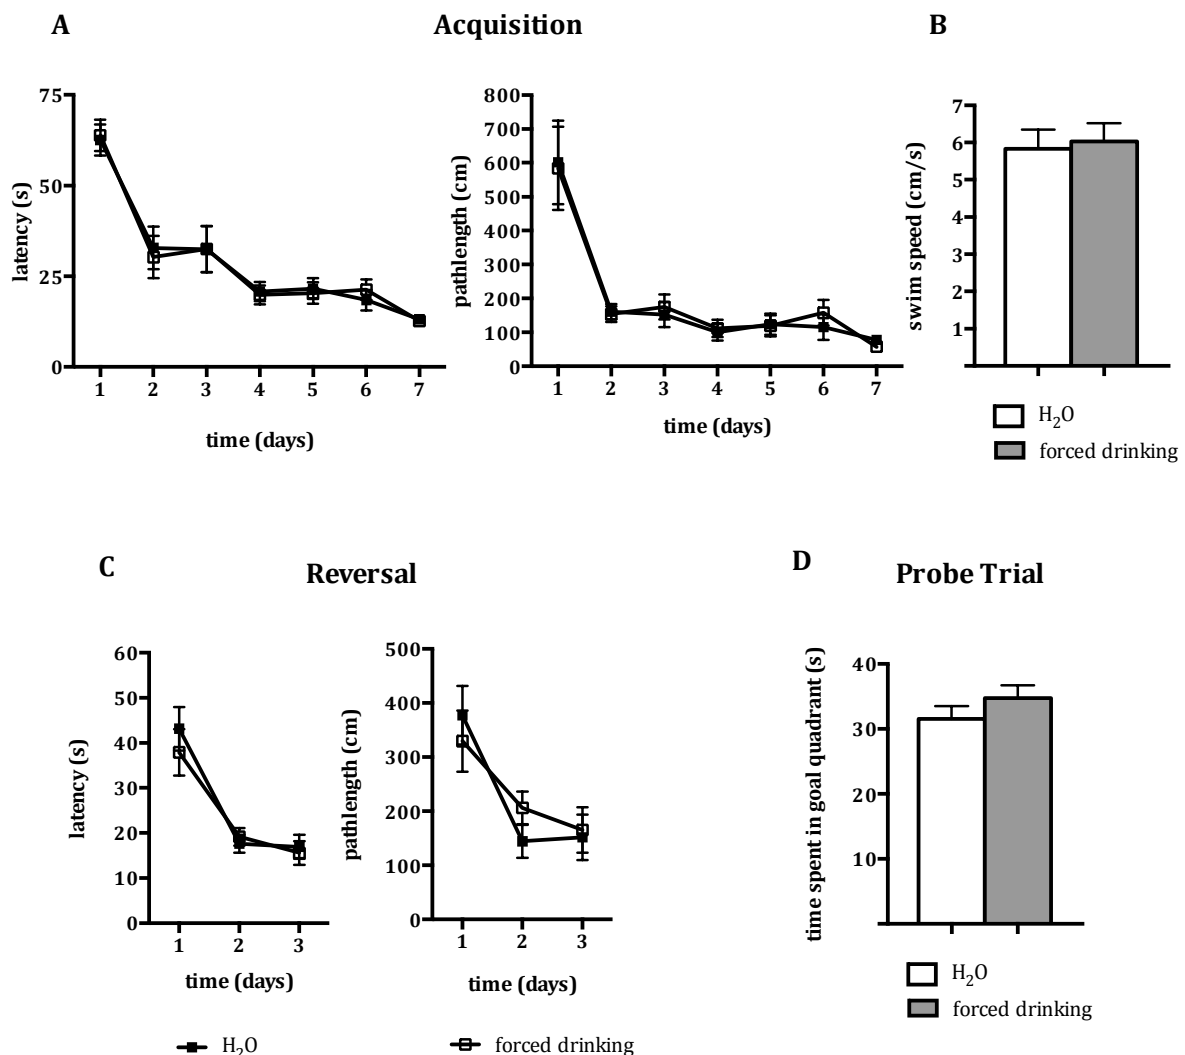 A
Acquisition
B
latency (s)
75
50
25
0
1 2 3 4 5 6 7
time (days)
pathlength (cm)
800
700
600
500
400
300
200
100
0
1 2 3 4 5 6 7
time (days)
swim speed (cm/s)
7
6
5
4
3
2
1
H₂O
forced drinking
C
Reversal
D
Probe Trial
latency (s)
60
50
40
30
20
10
0
1 2 3
time (days)
pathlength (cm)
500
400
300
200
100
0
1 2 3
time (days)
time spent in goal quadrant (s)
40
30
20
10
H₂O
forced drinking
H₂O
forced drinking